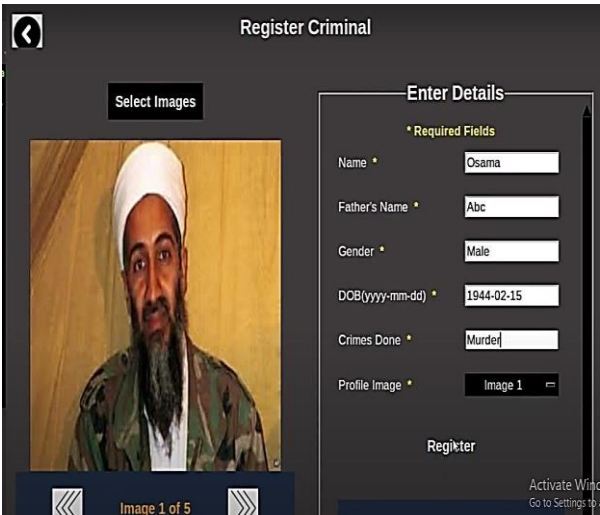 Register Criminal
Select Images
Enter Details
* Required Fields
Name * Osama
Father's Name * Abc
Gender * Male
DOB(yyyy-mm-dd) * 1944-02-15
Crimes Done * Murder
Profile Image * Image 1
Register
Image 1 of 5
Activate Wind
Go to Settings to a